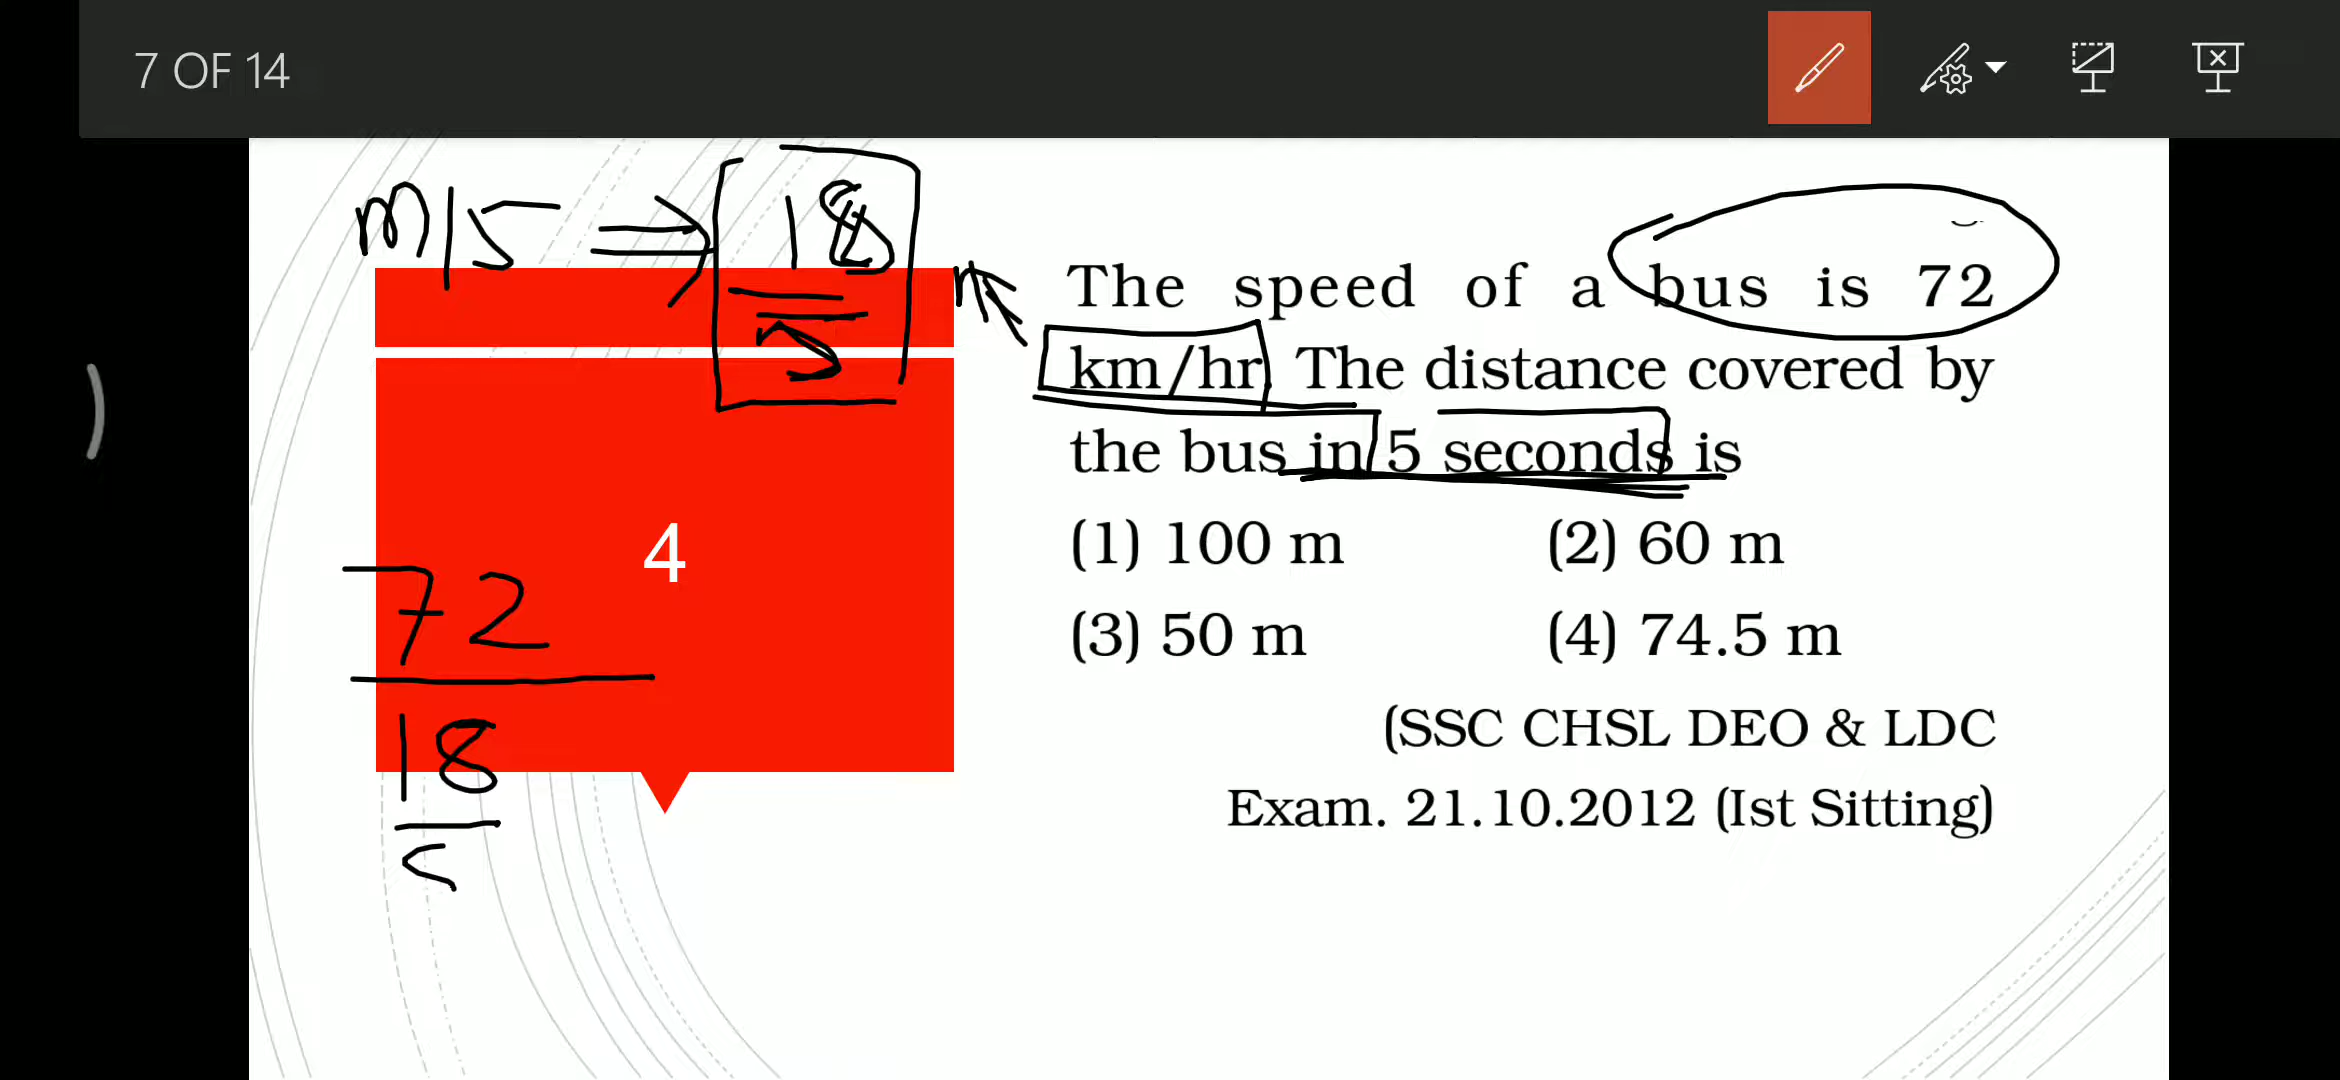 7 OF 14
m/s ⇒ 18
5
The speed of a bus is 72
km/hr. The distance covered by
the bus in 5 seconds is
(1) 100 m (2) 60 m
(3) 50 m (4) 74.5 m
(SSC CHSL DEO & LDC
Exam. 21.10.2012 (Ist Sitting)
4
72
18
5